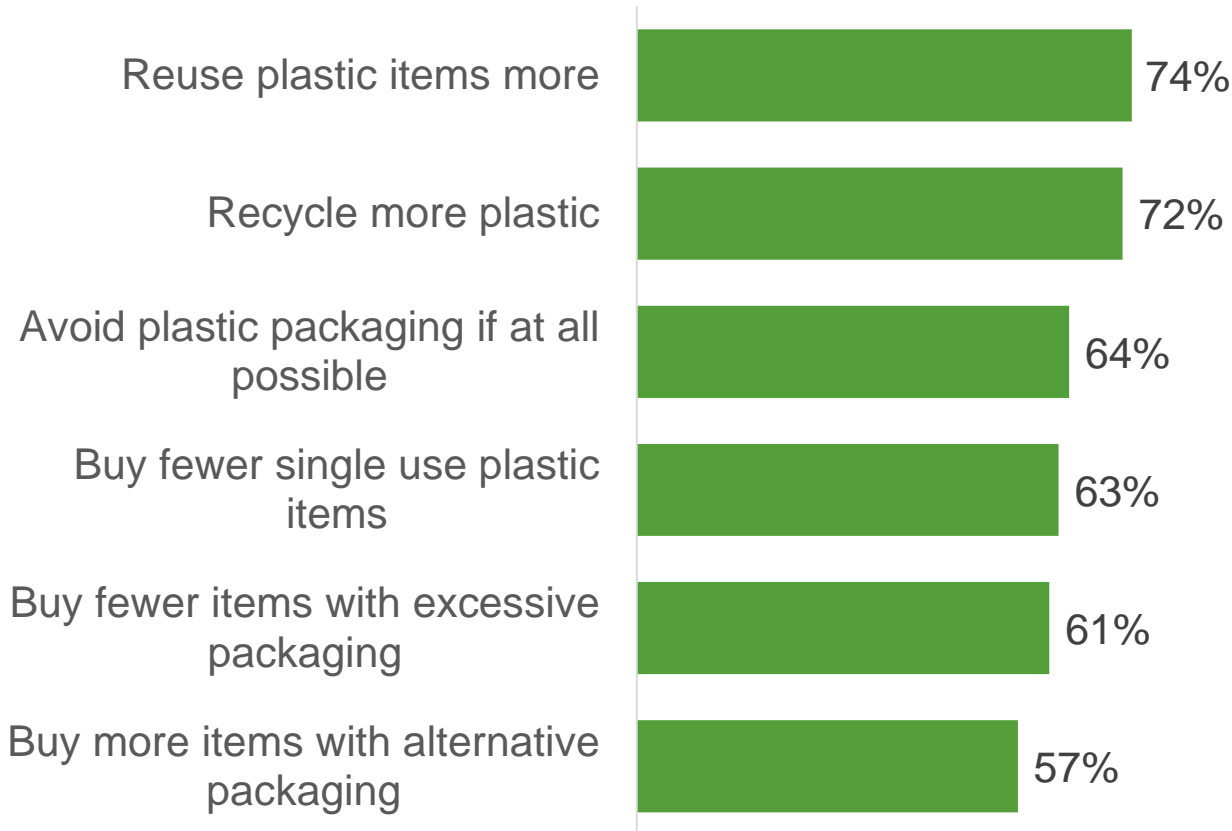 Reuse plastic items more
74%
Recycle more plastic
72%
Avoid plastic packaging if at all
possible
64%
Buy fewer single use plastic
items
63%
Buy fewer items with excessive
packaging
61%
Buy more items with alternative
packaging
57%